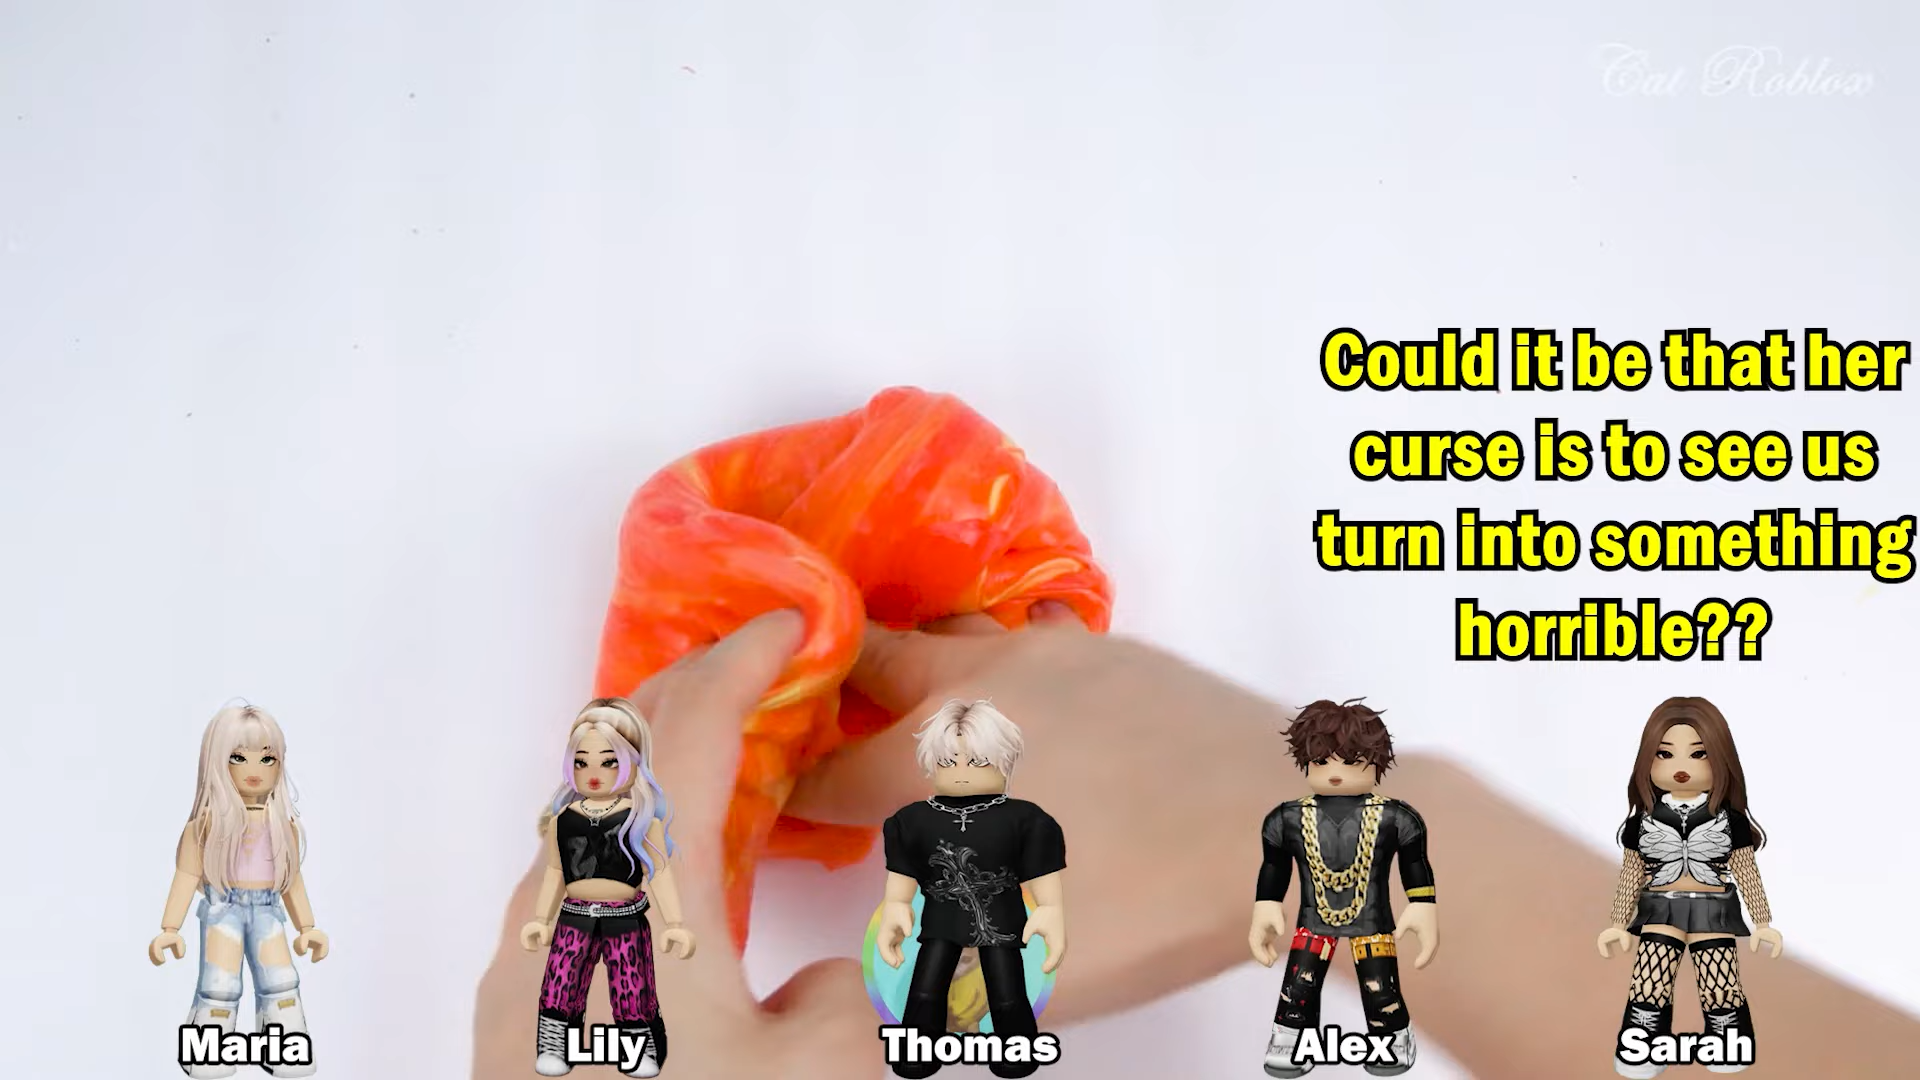 Cat Roblox
Could it be that her
curse is to see us
turn into something
horrible??
Maria
Lily
Thomas
Alex
Sarah